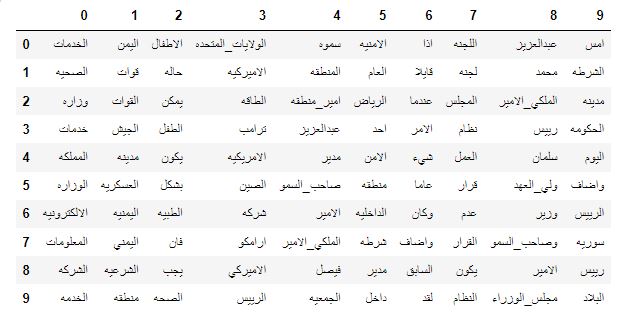 0 1 2 3 4 5 6 7 8 9
0 الخدمات اليمن الاطفال الولايات_المتحده سموه الامنيه اذا اللجنه عبدالعزيز امس
1 الصحيه قوات حاله الاميركيه المنطقه العام قايلا لجنه محمد الشرطه
2 وزاره القوات يمكن الطاقه امير_منطقه الرياض عندما المجلس الملكي_الامير مدينه
3 خدمات الجيش الطفل ترامب عبدالعزيز احد الامر نظام رييس الحكومه
4 المملكه مدينه يكون الامريكيه مدير الامن شيء العمل سلمان اليوم
5 الوزاره العسكريه بشكل الصين صاحب_السمو منطقه عاما قرار ولي_العهد واضاف
6 الالكترونيه اليمنيه الطبيه شركه الامير الداخليه وكان عدم وزير الرييس
7 المعلومات اليمني فان ارامكو الملكي_الامير شرطه واضاف القرار وصاحب_السمو سوريه
8 الشركه الشرعيه يجب الاميركي فيصل مدير السابق يكون الامير رييس
9 الخدمه منطقه الصحه الرييس الجمعيه داخل لقد النظام مجلس_الوزراء البلاد